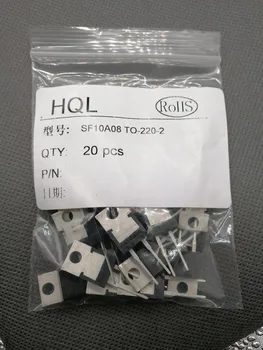 HQL
RoHS
型号: SF10A08 TO-220-2
QTY: 20 pcs
P/N:
日期: